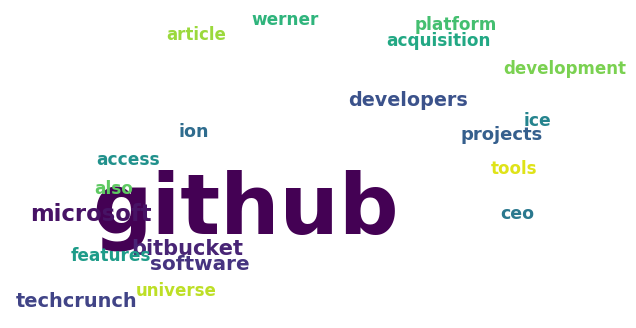 werner
platform
article
acquisition
development
developers
ice
ion
projects
access
tools
also
github
microsoft
ceo
bitbucket
features
software
universe
techcrunch